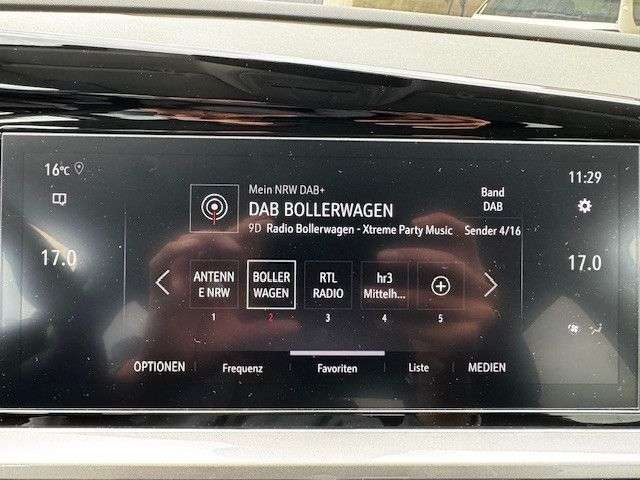 16°C
11:29
Mein NRW DAB+
DAB BOLLERWAGEN
9D Radio Bollerwagen - Xtreme Party Music
Band
DAB
Sender 4/16
17.0
17.0
ANTENN
E NRW
BOLLER
WAGEN
RTL
RADIO
hr3
Mittelh...
1
2
3
4
5
OPTIONEN
Frequenz
Favoriten
Liste
MEDIEN